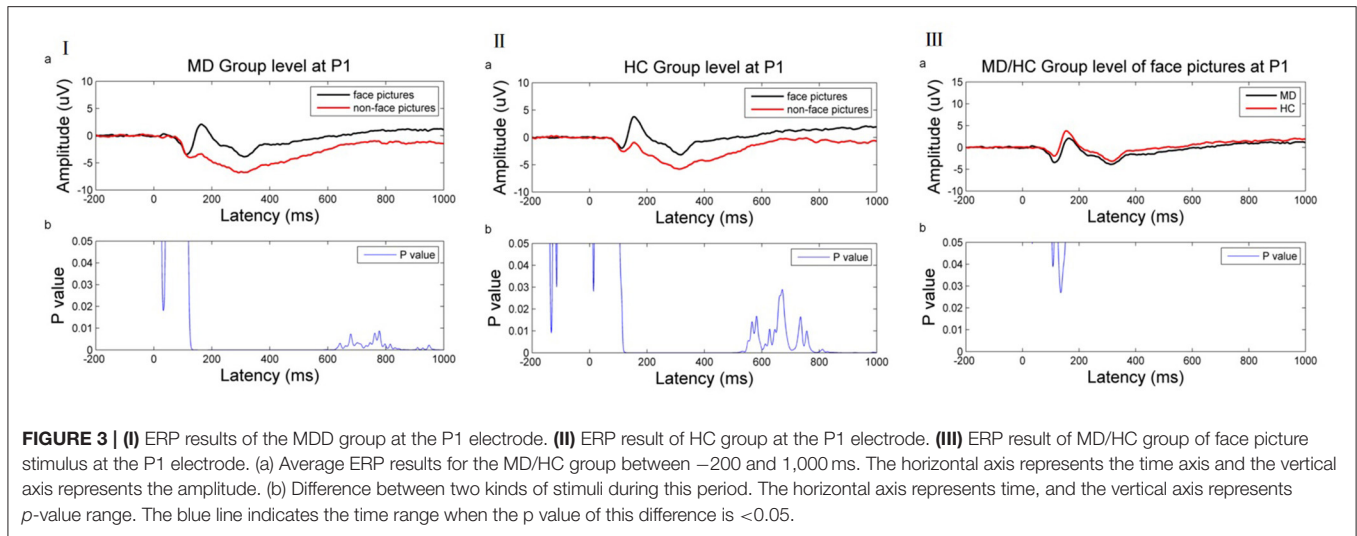 I
a
MD Group level at P1
Amplitude (uV)
10
5
0
-5
-10
face pictures
non-face pictures
-200 0 200 400 600 800 1000
Latency (ms)
b
P value
0.05
0.04
0.03
0.02
0.01
0
P value
-200 0 200 400 600 800 1000
Latency (ms)
II
a
HC Group level at P1
Amplitude (uV)
10
5
0
-5
-10
face pictures
non-face pictures
-200 0 200 400 600 800 1000
Latency (ms)
b
P value
0.05
0.04
0.03
0.02
0.01
0
P value
-200 0 200 400 600 800 1000
Latency (ms)
III
a
MD/HC Group level of face pictures at P1
Amplitude (uV)
15
10
5
0
-5
-10
MD
HC
-200 0 200 400 600 800 1000
Latency (ms)
b
P value
0.05
0.04
0.03
0.02
0.01
0
P value
-200 0 200 400 600 800 1000
Latency (ms)
FIGURE 3 | (I) ERP results of the MDD group at the P1 electrode. (II) ERP result of HC group at the P1 electrode. (III) ERP result of MD/HC group of face picture
stimulus at the P1 electrode. (a) Average ERP results for the MD/HC group between −200 and 1,000 ms. The horizontal axis represents the time axis and the vertical
axis represents the amplitude. (b) Difference between two kinds of stimuli during this period. The horizontal axis represents time, and the vertical axis represents
p-value range. The blue line indicates the time range when the p value of this difference is <0.05.